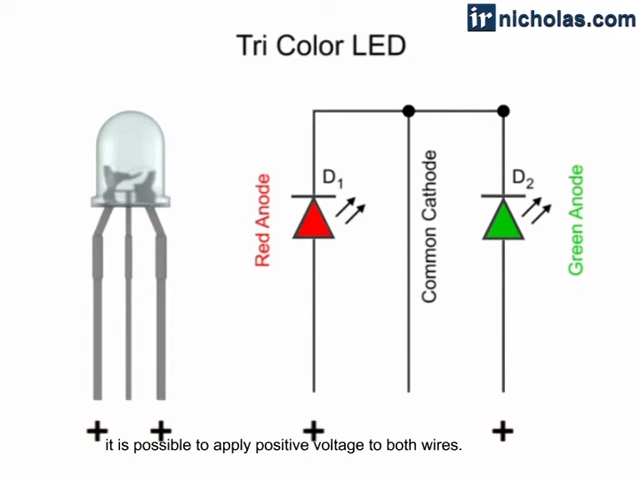 ir nicholas.com
Tri Color LED
D1
D2
Red Anode
Common Cathode
Green Anode
+ + + +
it is possible to apply positive voltage to both wires.